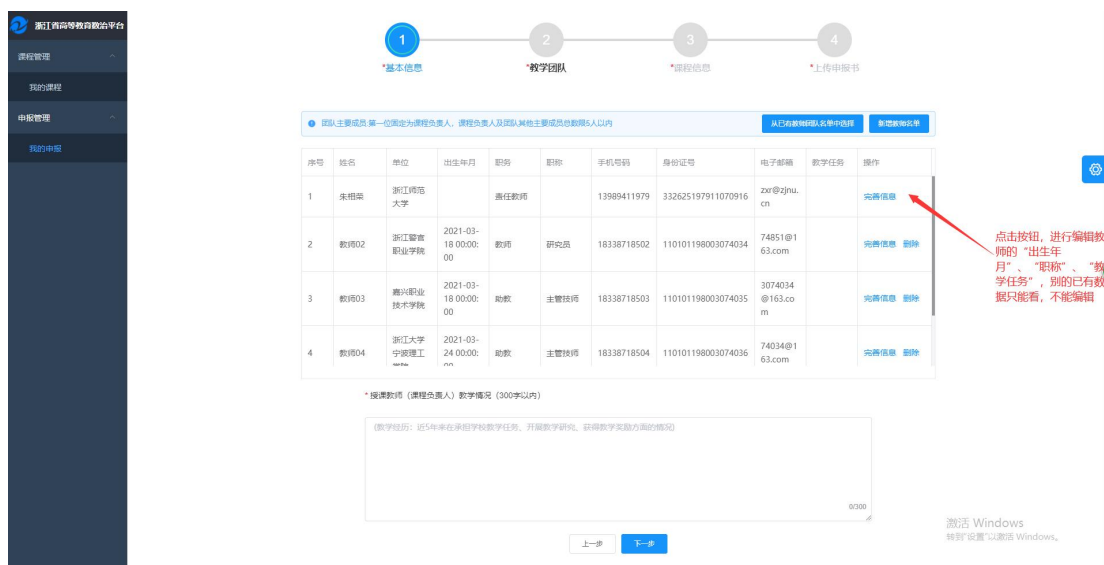 浙江省高等教育数治平台
课程管理
我的课程
申报管理
我的申报
1 2 3 4
*基本信息 *教学团队 *课程信息 *上传申报书
团队主要成员:第一位固定为课程负责人，课程负责人及团队其他主要成员总数限5人以内 从已有教师团队名单中选择 新增教师名单
序号 姓名 单位 出生年月 职务 职称 手机号码 身份证号 电子邮箱 教学任务 操作
1 朱相荣 浙江师范 责任教师 13989411979 332625197911070916 zxr@zjnu. 完善信息
大学 cn
2021-03-
2 教师02 浙江警官 18 00:00: 教师 研究员 18338718502 110101198003074034 74851@1 完善信息 删除
职业学院 00 63.com
2021-03- 3074034
3 教师03 嘉兴职业 18 00:00: 助教 主管技师 18338718503 110101198003074035 @163.co 完善信息 删除
技术学院 00 m
浙江大学 2021-03-
4 教师04 宁波理工 24 00:00: 助教 主管技师 18338718504 110101198003074036 74034@1 完善信息 删除
63.com
点击按钮，进行编辑教
师的“出生年
月”、“职称”、“教
学任务”，别的已有数
据只能看，不能编辑
*授课教师（课程负责人）教学情况（300字以内）
(教学经历：近5年来在承担学校教学任务、开展教学研究、获得教学奖励方面的情况)
0/300
上一步 下一步
激活 Windows
转到“设置”以激活 Windows。